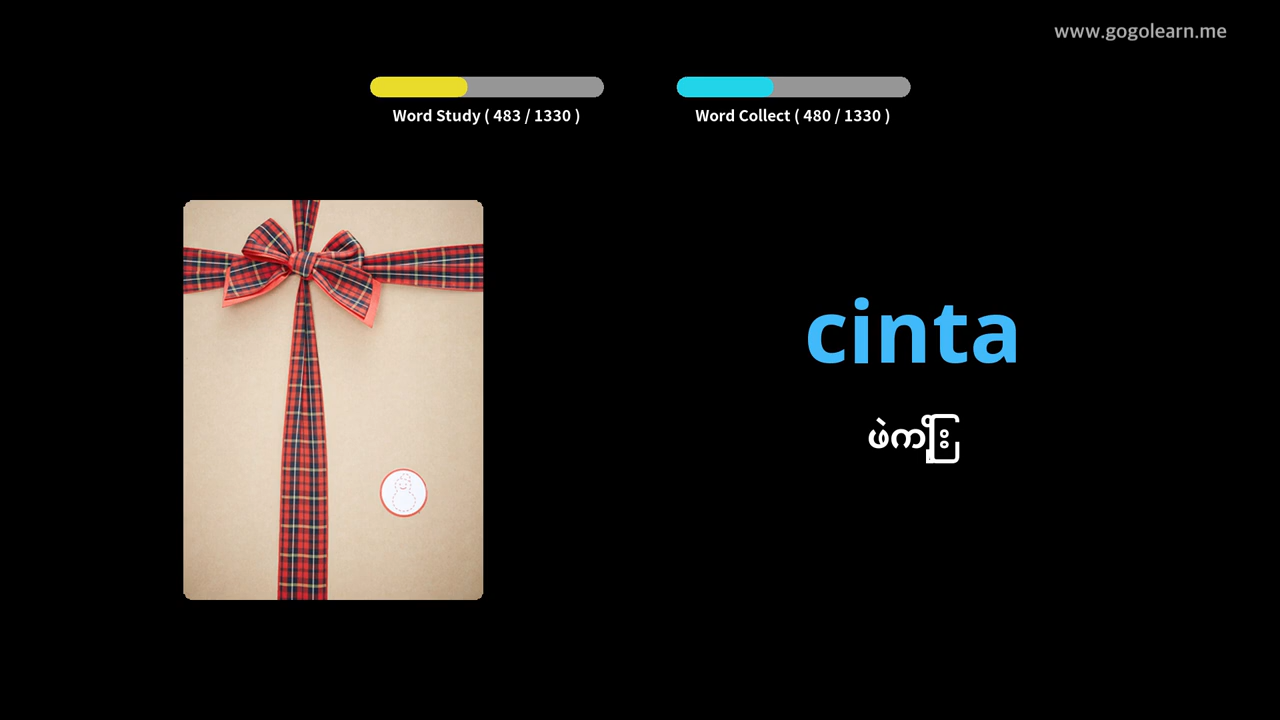 www.gogolearn.me
Word Study ( 483 / 1330 )
Word Collect ( 480 / 1330 )
cinta
ဖဲကြိုး